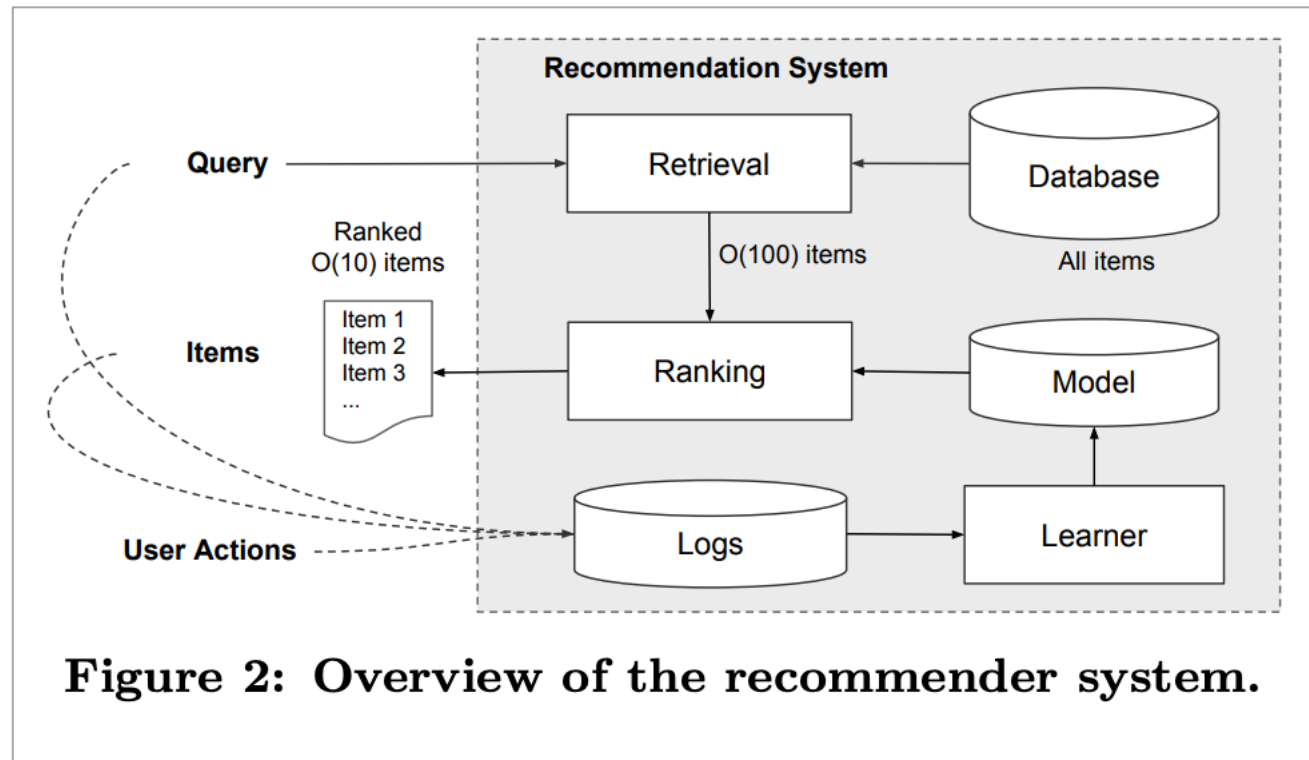 Recommendation System
Query
Retrieval
Database
Ranked
O(10) items
O(100) items
All items
Items
Item 1
Item 2
Item 3
...
Ranking
Model
User Actions
Logs
Learner
Figure 2: Overview of the recommender system.